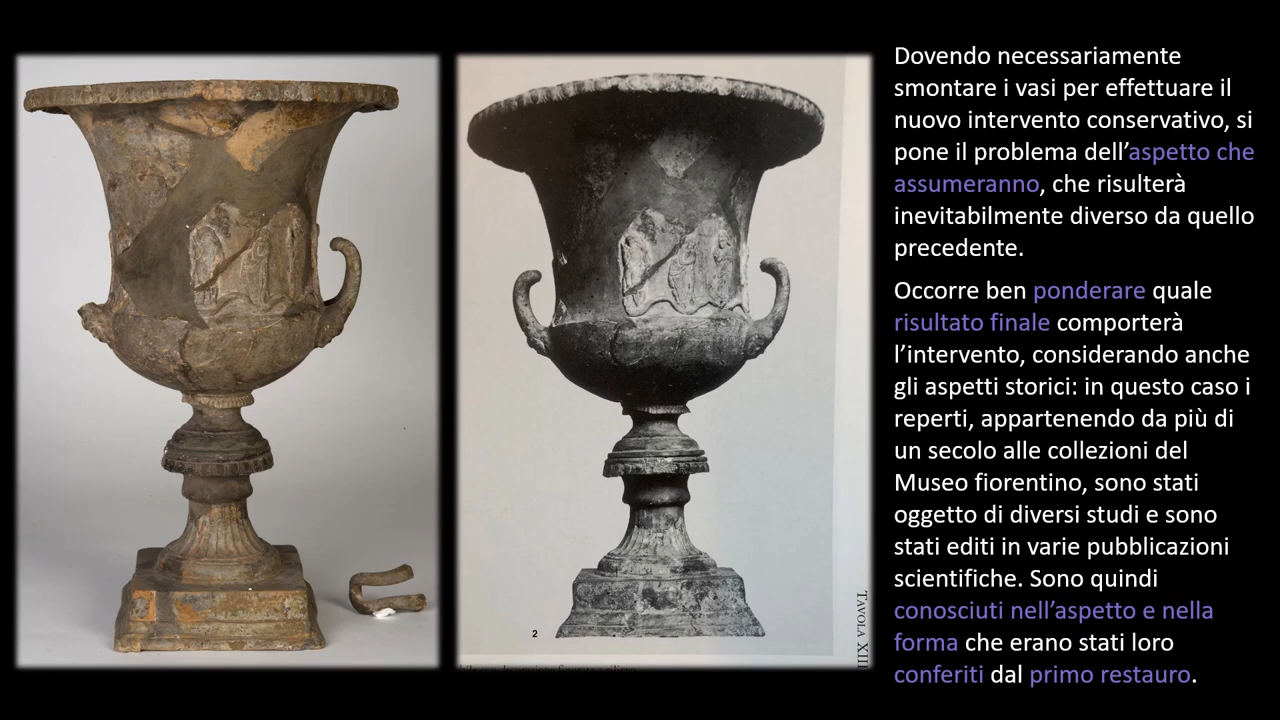 Dovendo necessariamente
smontare i vasi per effettuare il
nuovo intervento conservativo, si
pone il problema dell’aspetto che
assumeranno, che risulterà
inevitabilmente diverso da quello
precedente.
Occorre ben ponderare quale
risultato finale comporterà
l’intervento, considerando anche
gli aspetti storici: in questo caso i
reperti, appartenendo da più di
un secolo alle collezioni del
Museo fiorentino, sono stati
oggetto di diversi studi e sono
stati editi in varie pubblicazioni
scientifiche. Sono quindi
conosciuti nell’aspetto e nella
forma che erano stati loro
conferiti dal primo restauro.
2
TAVOLA XIII